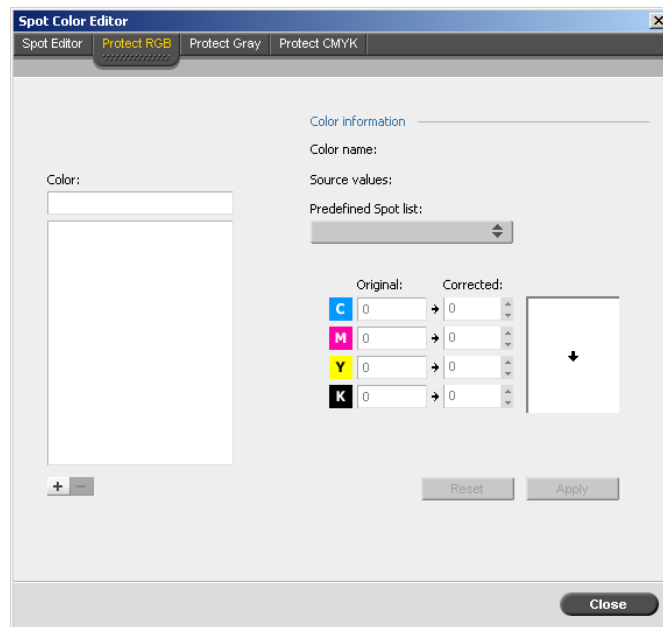 Spot Color Editor
Spot Editor Protect RGB Protect Gray Protect CMYK
Color information
Color name:
Color:
Source values:
Predefined Spot list:
Original: Corrected:
C 0 0
M 0 0
Y 0 0
K 0 0
+ −
Reset Apply
Close